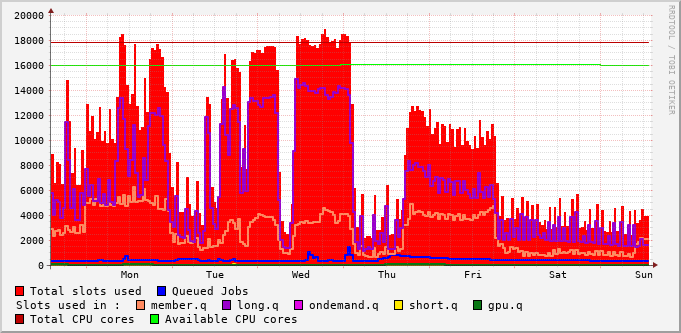 20000
18000
16000
14000
12000
10000
8000
6000
4000
2000
0
Mon Tue Wed Thu Fri Sat Sun
Total slots used Queued Jobs
Slots used in : member.q long.q ondemand.q short.q gpu.q
Total CPU cores Available CPU cores
RRDTOOL / TOBI OETIKER